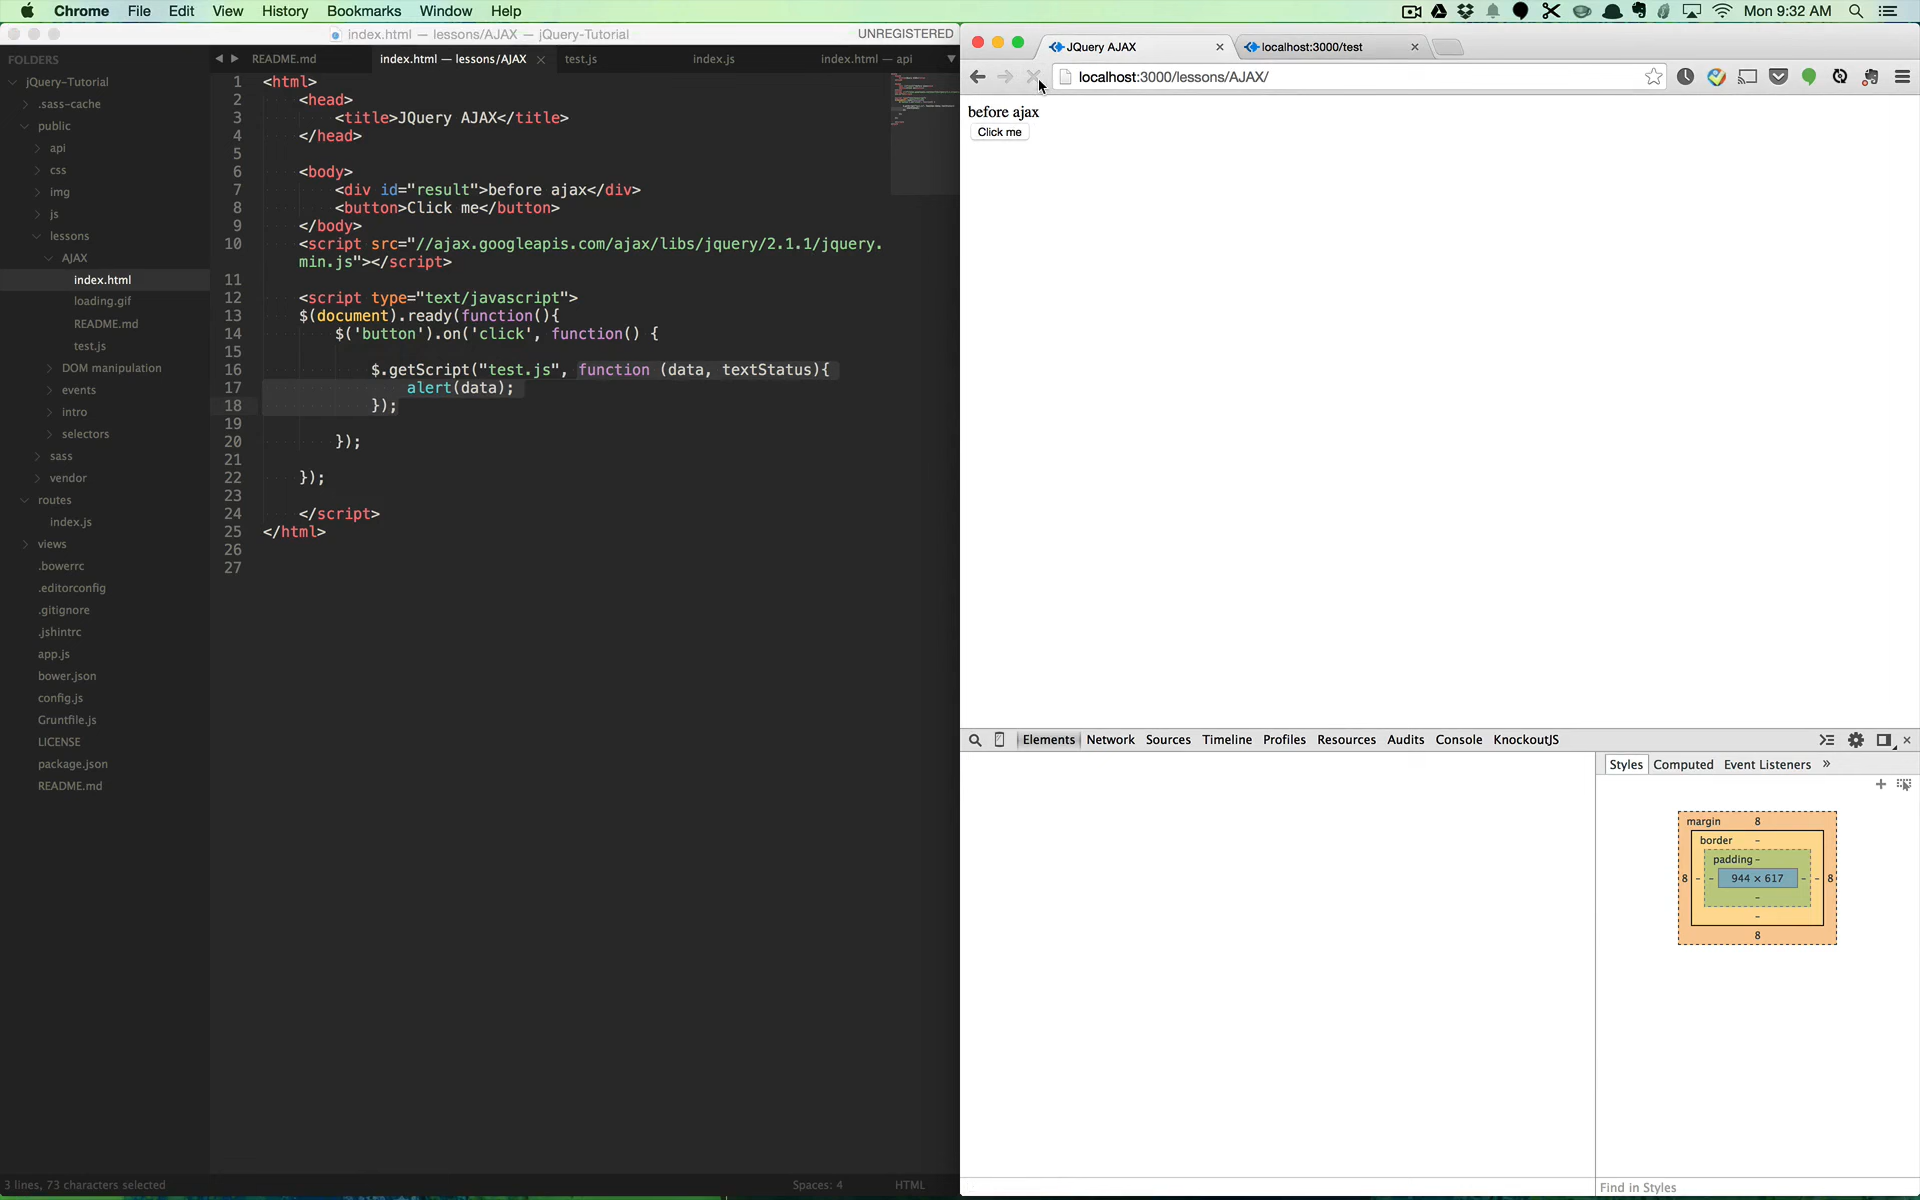 Chrome File Edit View History Bookmarks Window Help
Mon 9:32 AM
index.html — lessons/AJAX — jQuery-Tutorial
UNREGISTERED
FOLDERS
jQuery-Tutorial
.sass-cache
public
api
css
img
js
lessons
AJAX
index.html
loading.gif
README.md
test.js
DOM manipulation
events
intro
selectors
sass
vendor
routes
index.js
views
.bowerrc
.editorconfig
.gitignore
.jshintrc
app.js
bower.json
config.js
Gruntfile.js
LICENSE
package.json
README.md
README.md index.html — lessons/AJAX test.js index.js index.html — api
1 <html>
2 <head>
3 <title>JQuery AJAX</title>
4 </head>
5
6 <body>
7 <div id="result">before ajax</div>
8 <button>Click me</button>
9 </body>
10 <script src="//ajax.googleapis.com/ajax/libs/jquery/2.1.1/jquery.
min.js"></script>
11
12 <script type="text/javascript">
13 $(document).ready(function(){
14 $('button').on('click', function() {
15
16 $.getScript("test.js", function (data, textStatus){
17 alert(data);
18 });
19
20 });
21
22 });
23
24 </script>
25 </html>
26
27
3 lines, 73 characters selected
Spaces: 4
HTML
JQuery AJAX
localhost:3000/test
localhost:3000/lessons/AJAX/
before ajax
Click me
Elements Network Sources Timeline Profiles Resources Audits Console KnockoutJS
Styles Computed Event Listeners »
margin 8
border -
padding -
8 - - 944 × 617 - - 8
-
-
8
Find in Styles